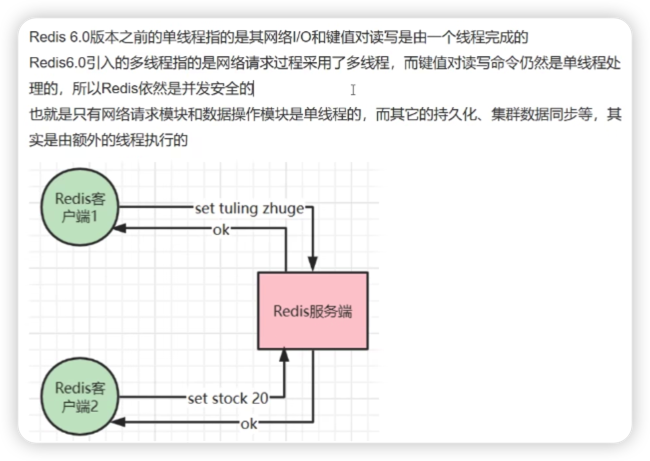 Redis 6.0版本之前的单线程指的是其网络I/O和键值对读写是由一个线程完成的
Redis6.0引入的多线程指的是网络请求过程采用了多线程，而键值对读写命令仍然是单线程处
理的，所以Redis依然是并发安全的
也就是只有网络请求模块和数据操作模块是单线程的，而其它的持久化、集群数据同步等，其
实是由额外的线程执行的
Redis客
户端1
set tuling zhuge
ok
Redis服务端
Redis客
户端2
set stock 20
ok